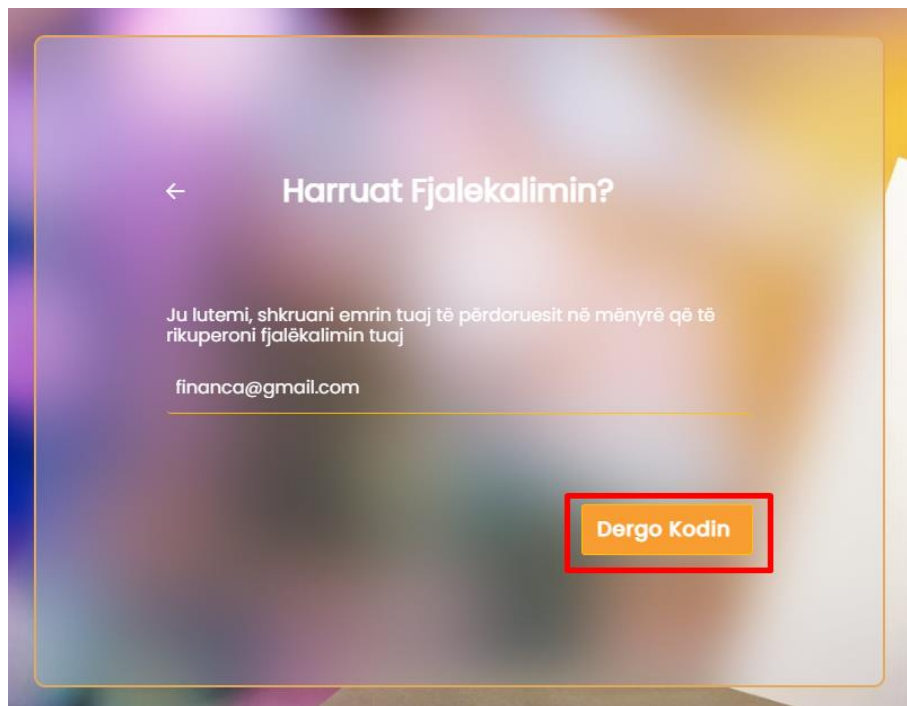 Harruat Fjalekalimin?
Ju lutemi, shkruani emrin tuaj të përdoruesit në mënyrë që të
rikuperoni fjalëkalimin tuaj
financa@gmail.com
Dergo Kodin